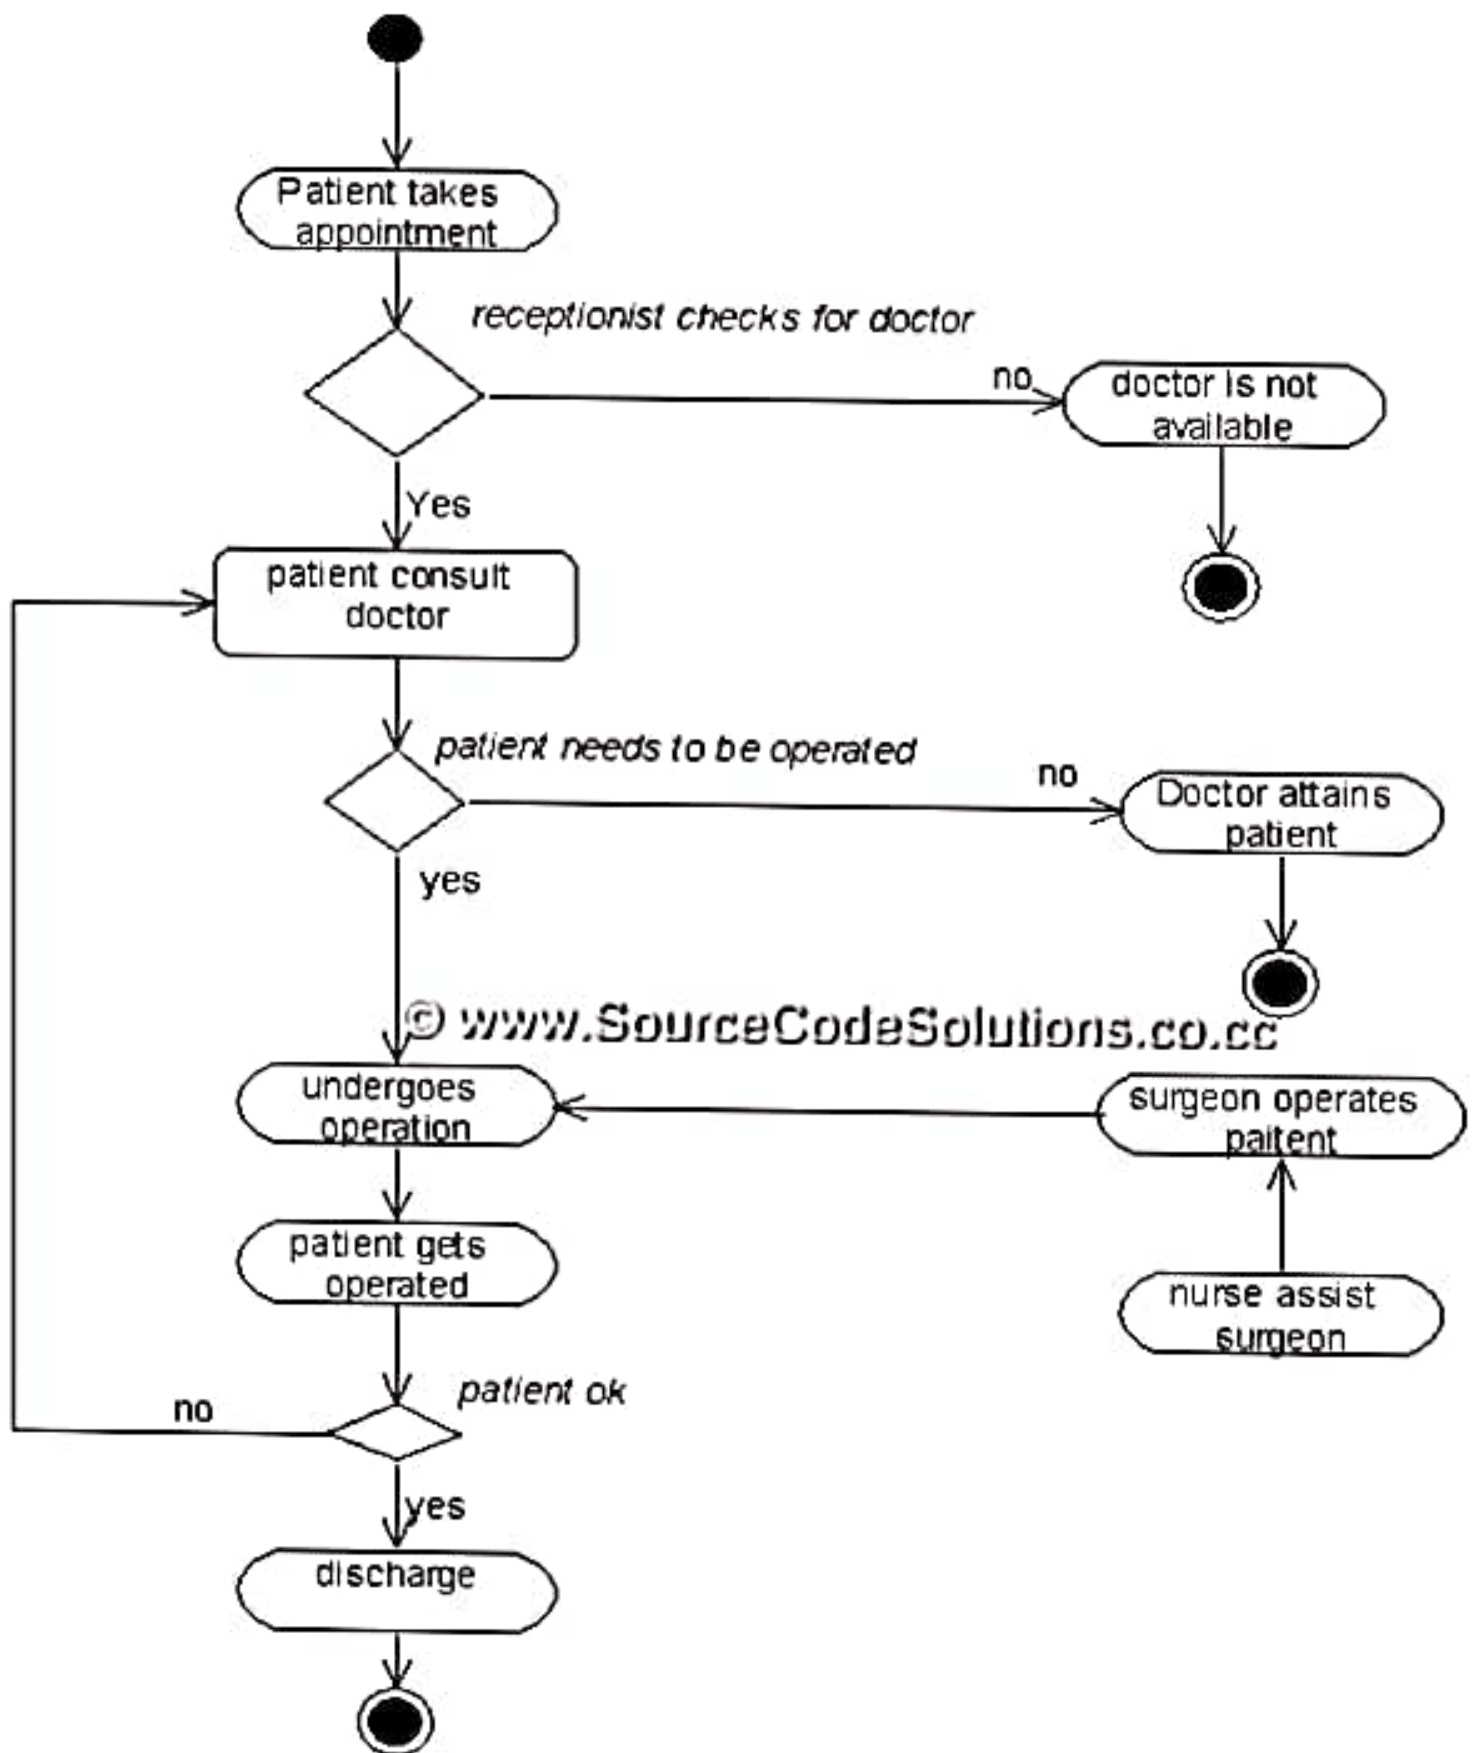 Patient takes
appointment
receptionist checks for doctor
no
doctor is not
available
Yes
patient consult
doctor
patient needs to be operated
no
Doctor attains
patient
yes
© www.SourceCodeSolutions.co.cc
undergoes
operation
surgeon operates
paitent
patient gets
operated
nurse assist
surgeon
patient ok
no
yes
discharge